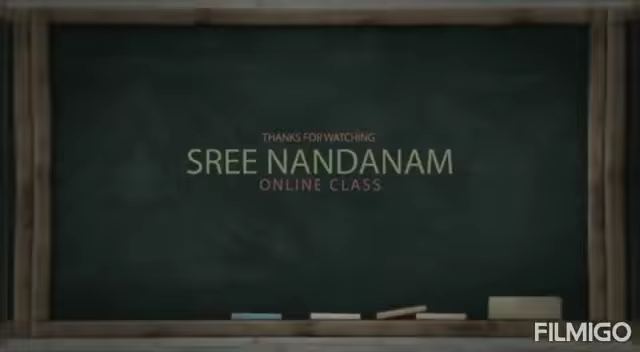 THANKS FOR WATCHING
SREE NANDANAM
ONLINE CLASS
FILMIGO